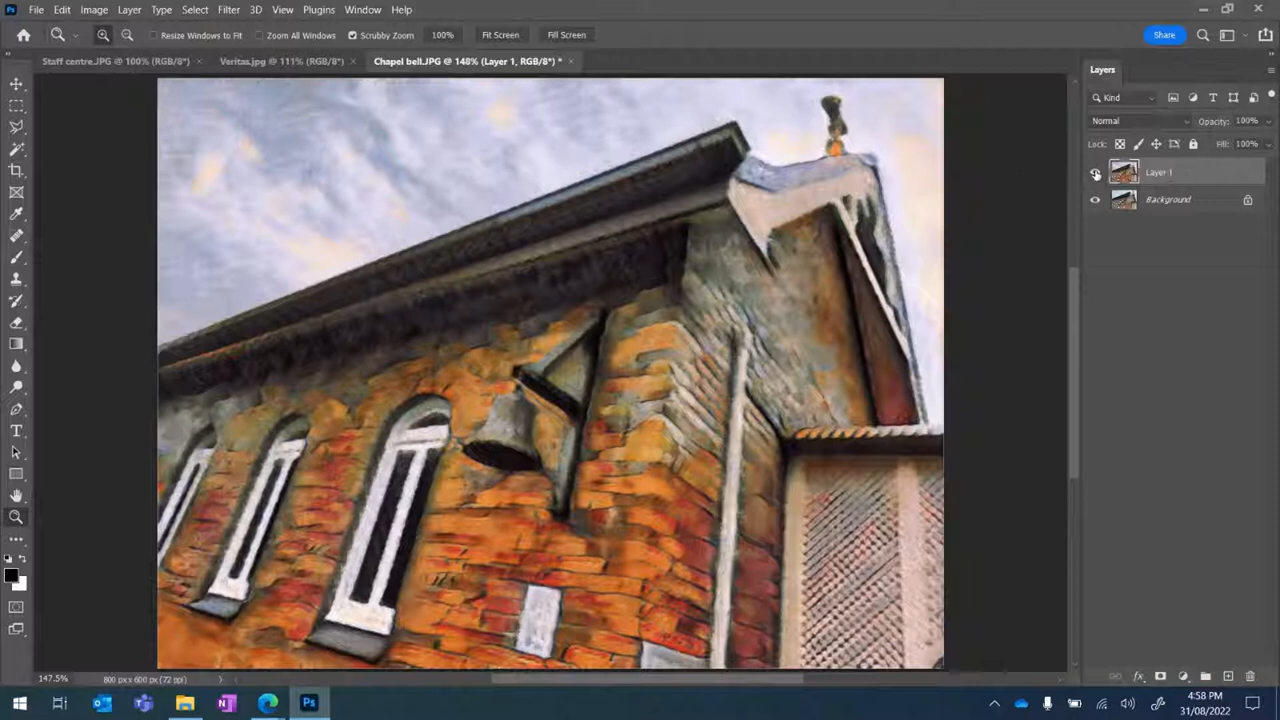 Ps File Edit Image Layer Type Select Filter 3D View Plugins Window Help
Resize Windows to Fit Zoom All Windows Scrubby Zoom 100% Fit Screen Fill Screen Share
Staff centre.JPG @ 100% (RGB/8*) × Veritas.jpg @ 111% (RGB/8*) × Chapel bell.JPG @ 148% (Layer 1, RGB/8*) * ×
Layers
Kind
Normal Opacity: 100%
Lock: Fill: 100%
Layer 1
Background
147.5% 800 px x 600 px (72 ppi)
Ps
4:58 PM
31/08/2022